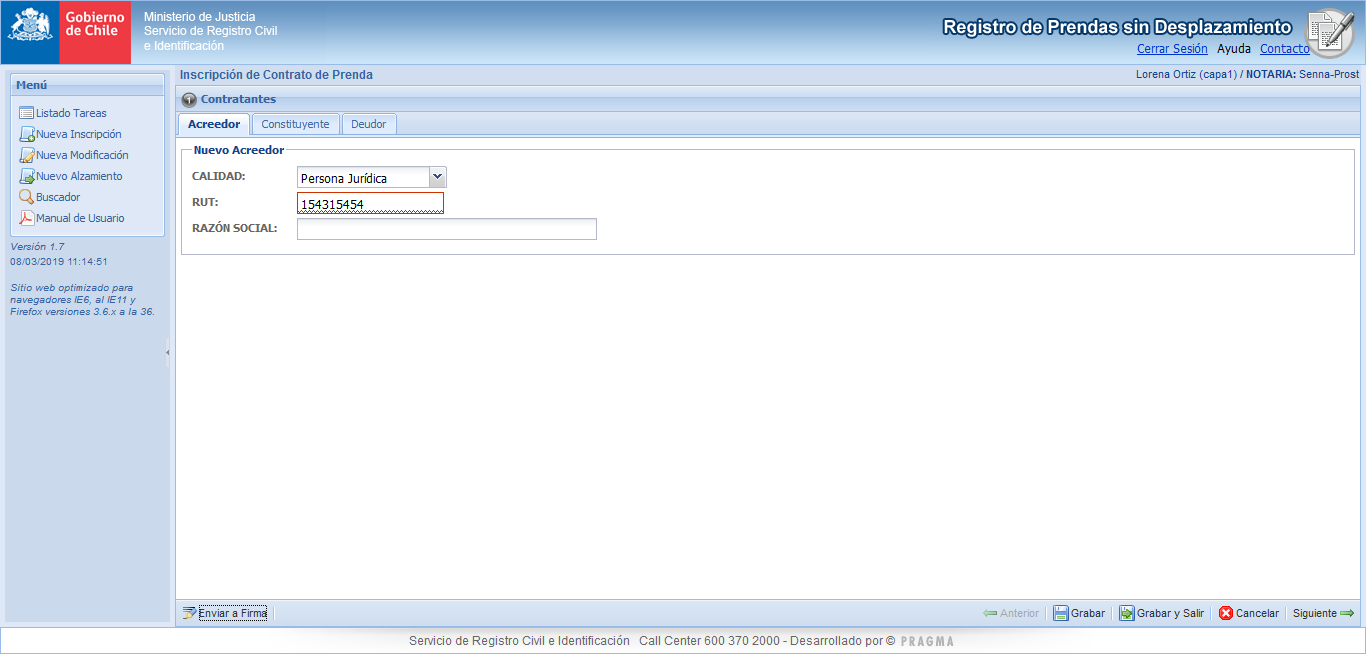 Gobierno
de Chile
Ministerio de Justicia
Servicio de Registro Civil
e Identificación
Registro de Prendas sin Desplazamiento
Cerrar Sesión Ayuda Contacto
Menú
Listado Tareas
Nueva Inscripción
Nueva Modificación
Nuevo Alzamiento
Buscador
Manual de Usuario
Versión 1.7
08/03/2019 11:14:51
Sitio web optimizado para
navegadores IE6, al IE11 y
Firefox versiones 3.6.x a la 36.
Inscripción de Contrato de Prenda
Lorena Ortiz (capa1) / NOTARIA: Senna-Prost
Contratantes
Acreedor Constituyente Deudor
Nuevo Acreedor
CALIDAD: Persona Jurídica
RUT: 154315454
RAZÓN SOCIAL:
Enviar a Firma Anterior Grabar Grabar y Salir Cancelar Siguiente
Servicio de Registro Civil e Identificación Call Center 600 370 2000 - Desarrollado por © PRAGMA